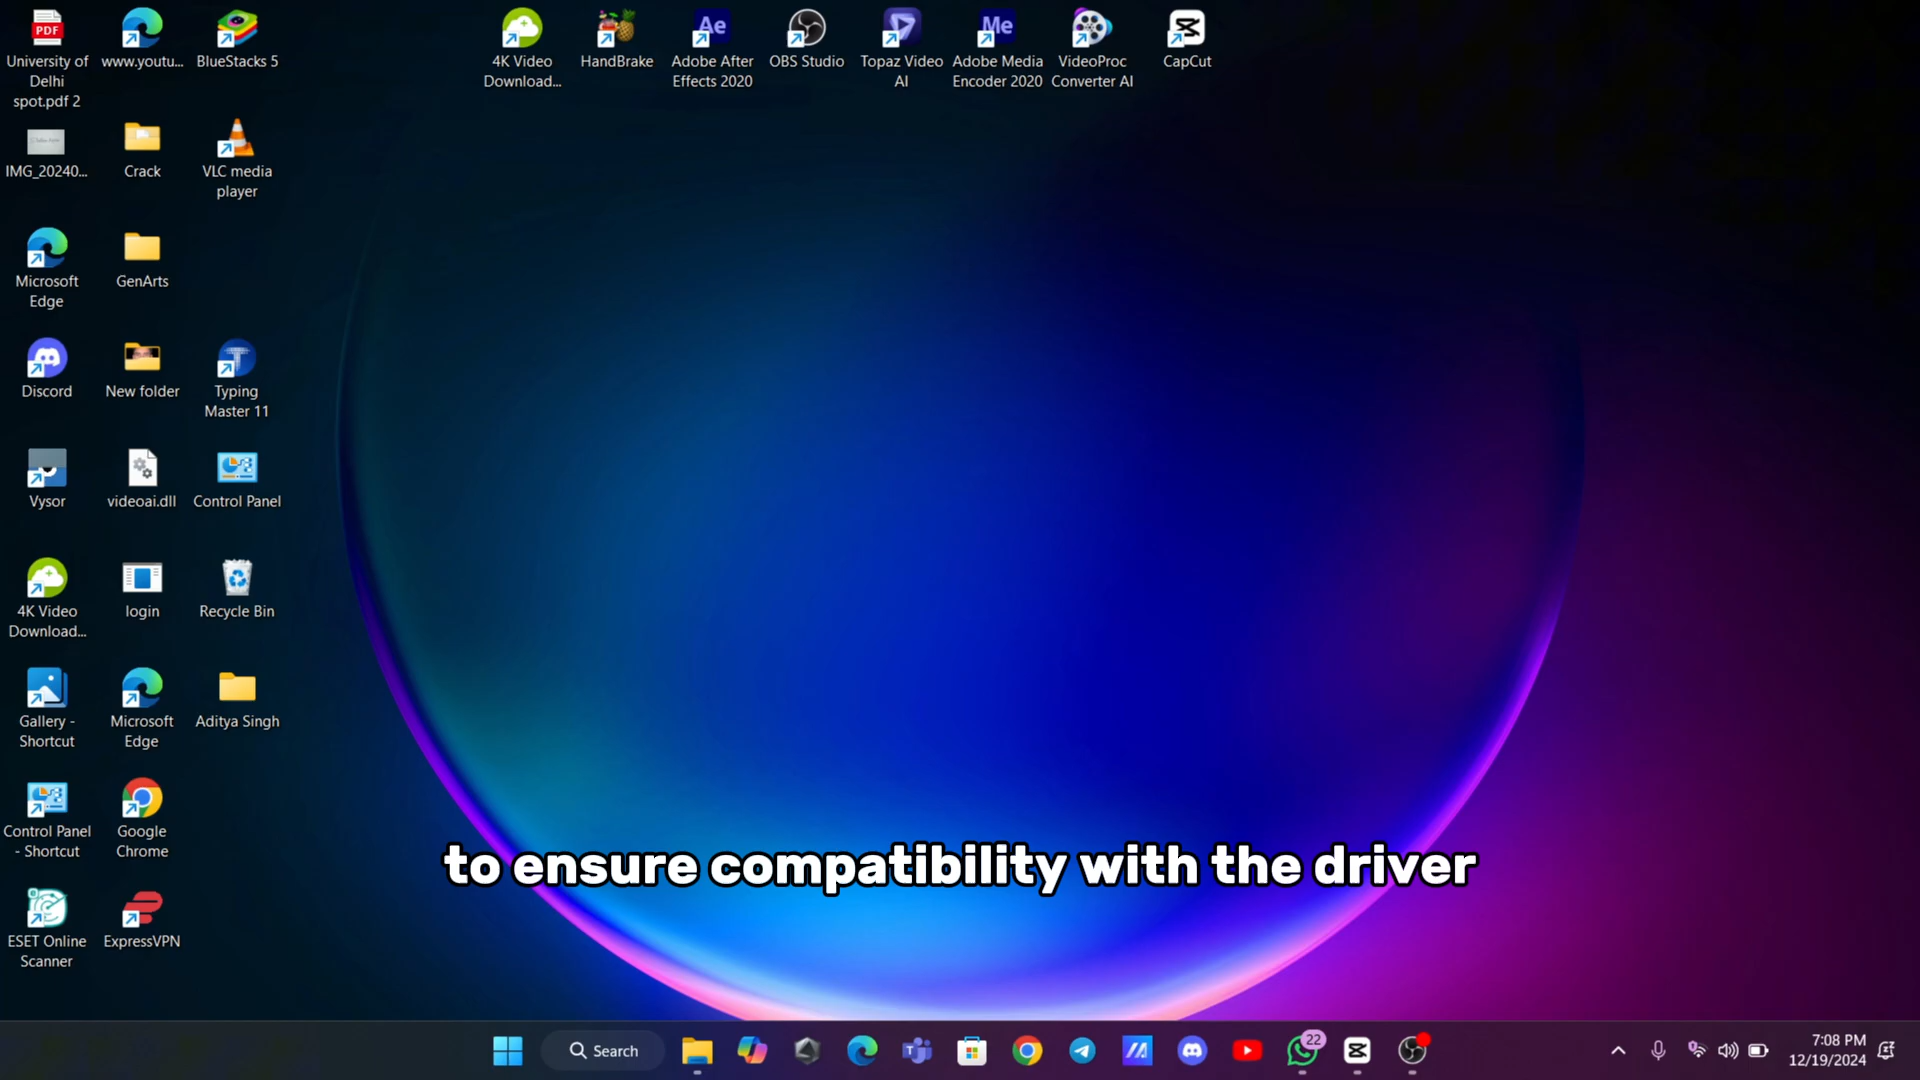 University of
Delhi
spot.pdf 2
www.youtu...
BlueStacks 5
4K Video
Download...
HandBrake
Adobe After
Effects 2020
OBS Studio
Topaz Video
AI
Adobe Media
Encoder 2020
VideoProc
Converter AI
CapCut
IMG_20240...
Crack
VLC media
player
Microsoft
Edge
GenArts
Discord
New folder
Typing
Master 11
Vysor
videoai.dll
Control Panel
4K Video
Download...
login
Recycle Bin
Gallery -
Shortcut
Microsoft
Edge
Aditya Singh
Control Panel
- Shortcut
Google
Chrome
ESET Online
Scanner
ExpressVPN
to ensure compatibility with the driver
Search
22
7:08 PM
12/19/2024
PDF
Ae
Me